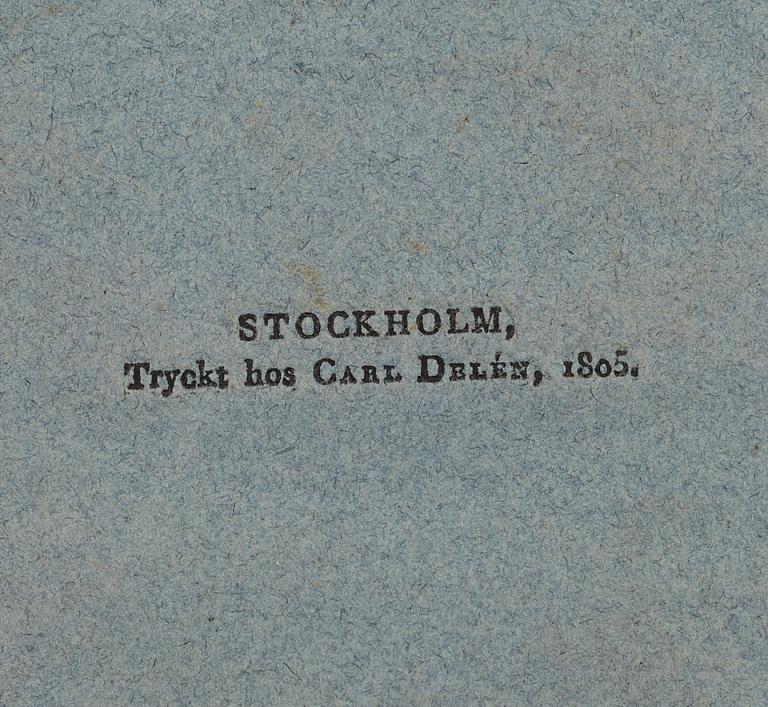 STOCKHOLM,
Tryckt hos CARL DELÉN, 1805.